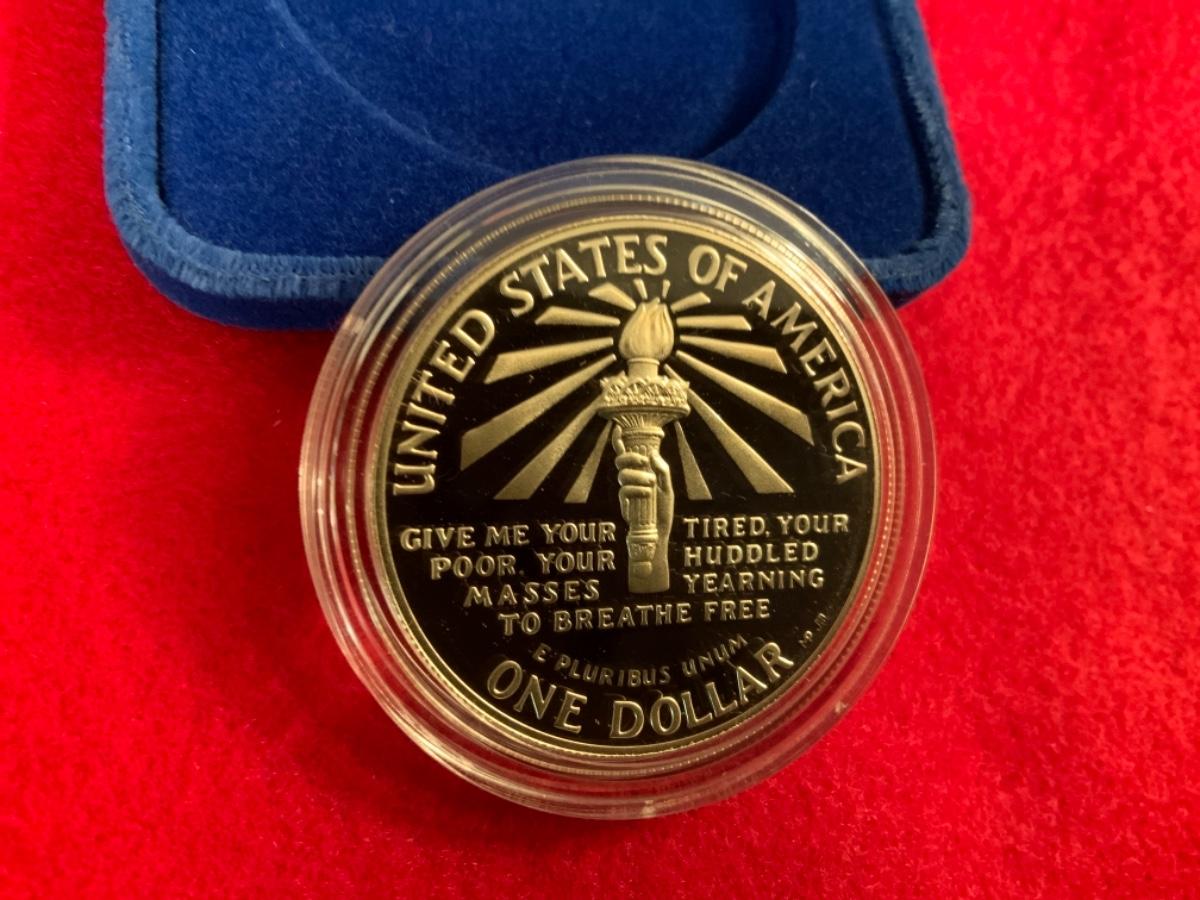 UNITED STATES OF AMERICA
GIVE ME YOUR TIRED, YOUR
POOR, YOUR HUDDLED
MASSES YEARNING
TO BREATHE FREE
E PLURIBUS UNUM
ONE DOLLAR